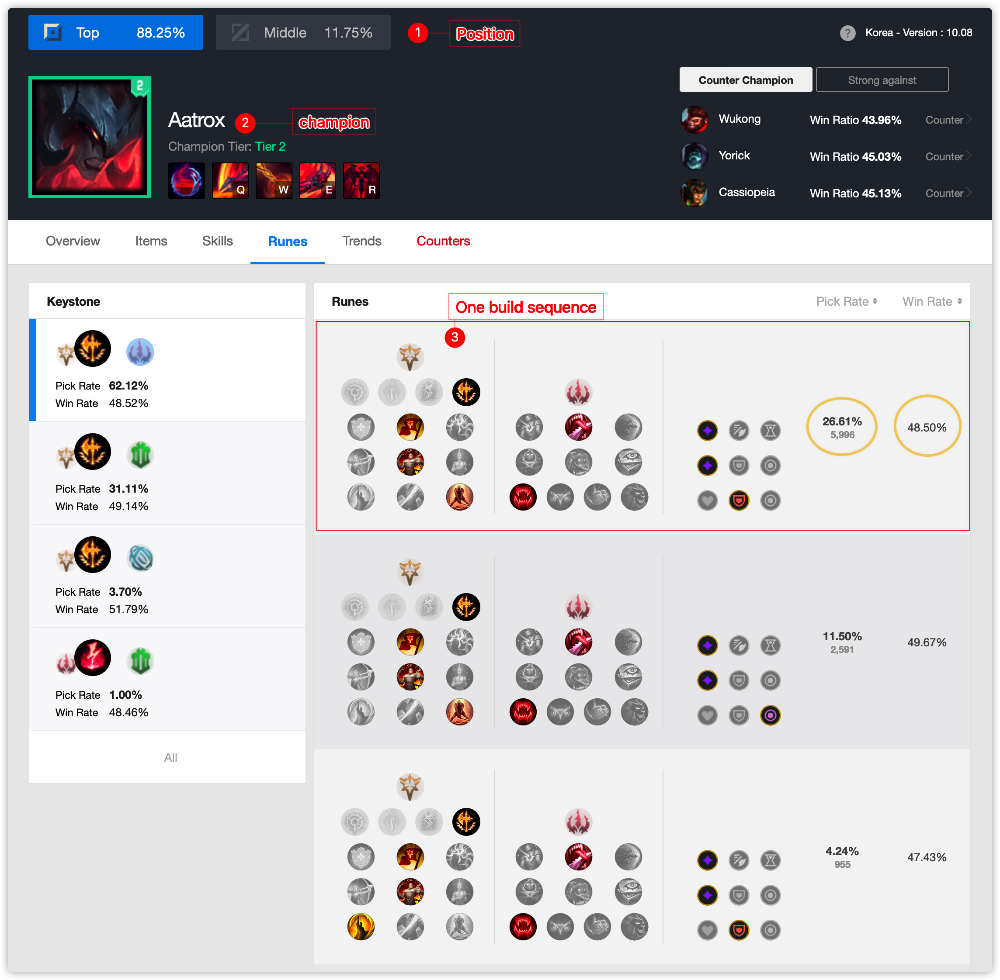 Top 88.25%
Middle 11.75%
1 Position
? Korea - Version : 10.08
Counter Champion
Strong against
2
Aatrox 2 champion
Champion Tier: Tier 2
Q W E R
Wukong Win Ratio 43.96% Counter
Yorick Win Ratio 45.03% Counter
Cassiopeia Win Ratio 45.13% Counter
Overview Items Skills Runes Trends Counters
Keystone
Pick Rate 62.12%
Win Rate 48.52%
Pick Rate 31.11%
Win Rate 49.14%
Pick Rate 3.70%
Win Rate 51.79%
Pick Rate 1.00%
Win Rate 48.46%
All
Runes One build sequence Pick Rate Win Rate
3
26.61%
5,996
48.50%
11.50%
2,591
49.67%
4.24%
955
47.43%